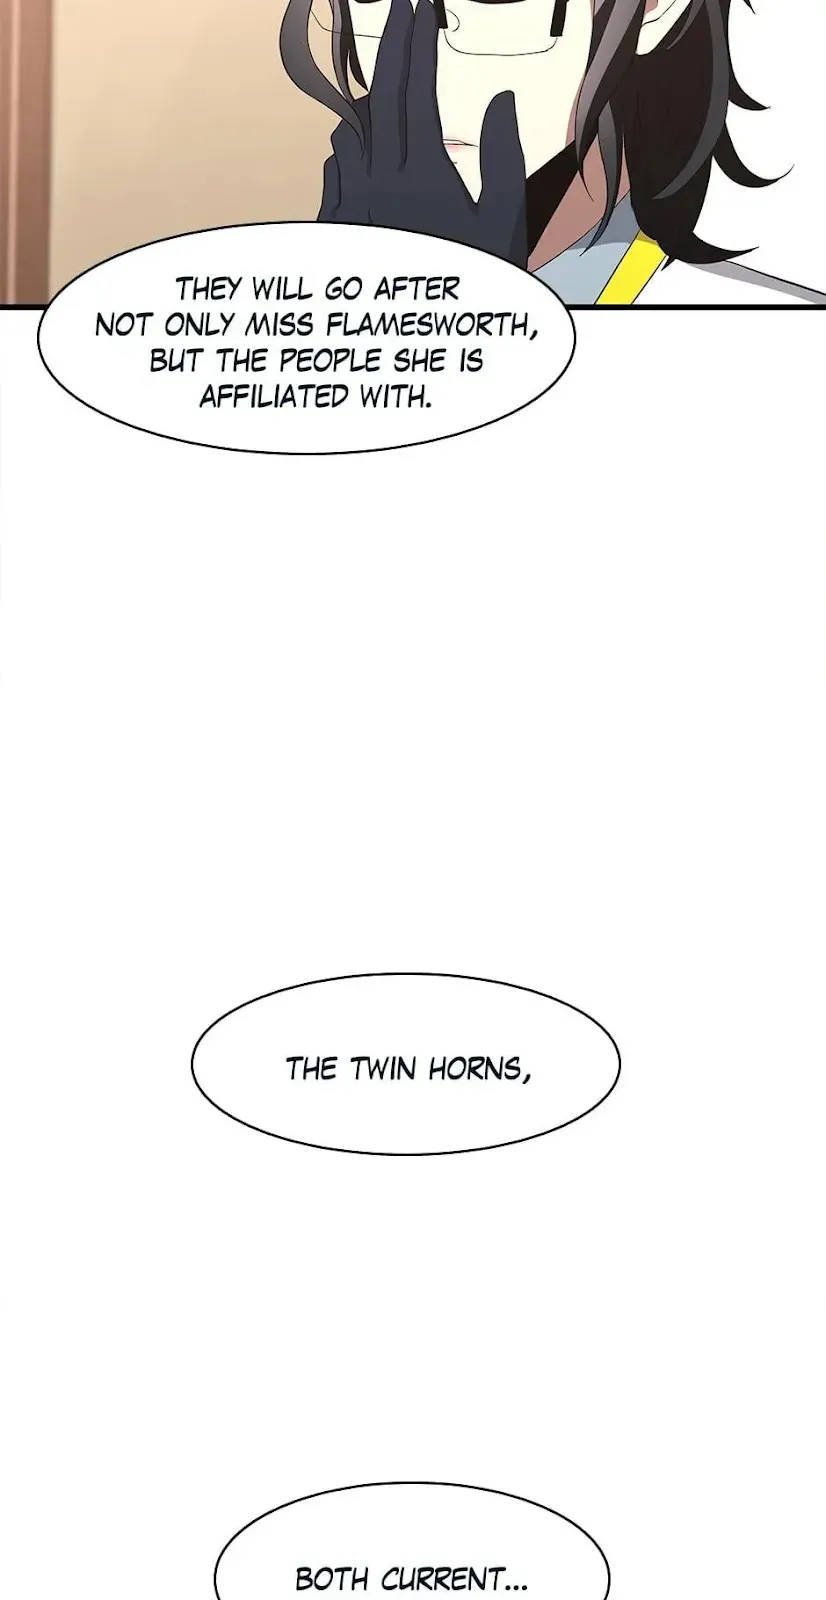 THEY WILL GO AFTER
NOT ONLY MISS FLAMESWORTH,
BUT THE PEOPLE SHE IS
AFFILIATED WITH.
THE TWIN HORNS,
BOTH CURRENT...